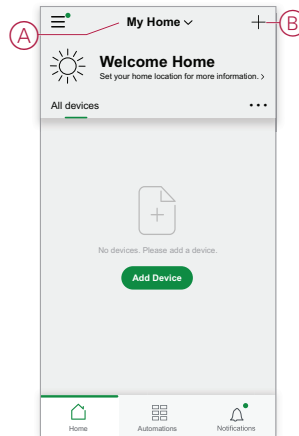 A
My Home
B
Welcome Home
Set your home location for more information. >
All devices
No devices. Please add a device.
Add Device
Home
Automations
Notifications